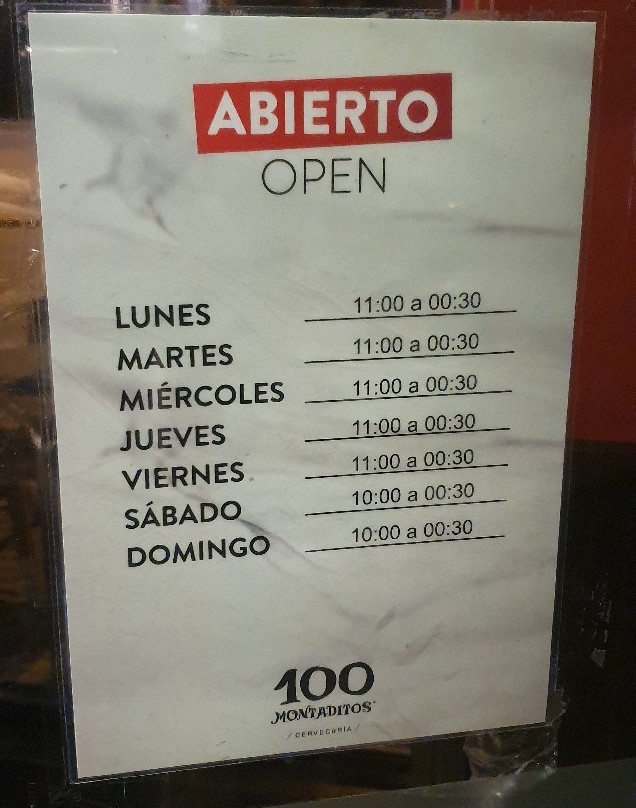 ABIERTO
OPEN
LUNES 11:00 a 00:30
MARTES 11:00 a 00:30
MIÉRCOLES 11:00 a 00:30
JUEVES 11:00 a 00:30
VIERNES 11:00 a 00:30
SÁBADO 10:00 a 00:30
DOMINGO 10:00 a 00:30
100
MONTADITOS
/ CERVECERÍA /